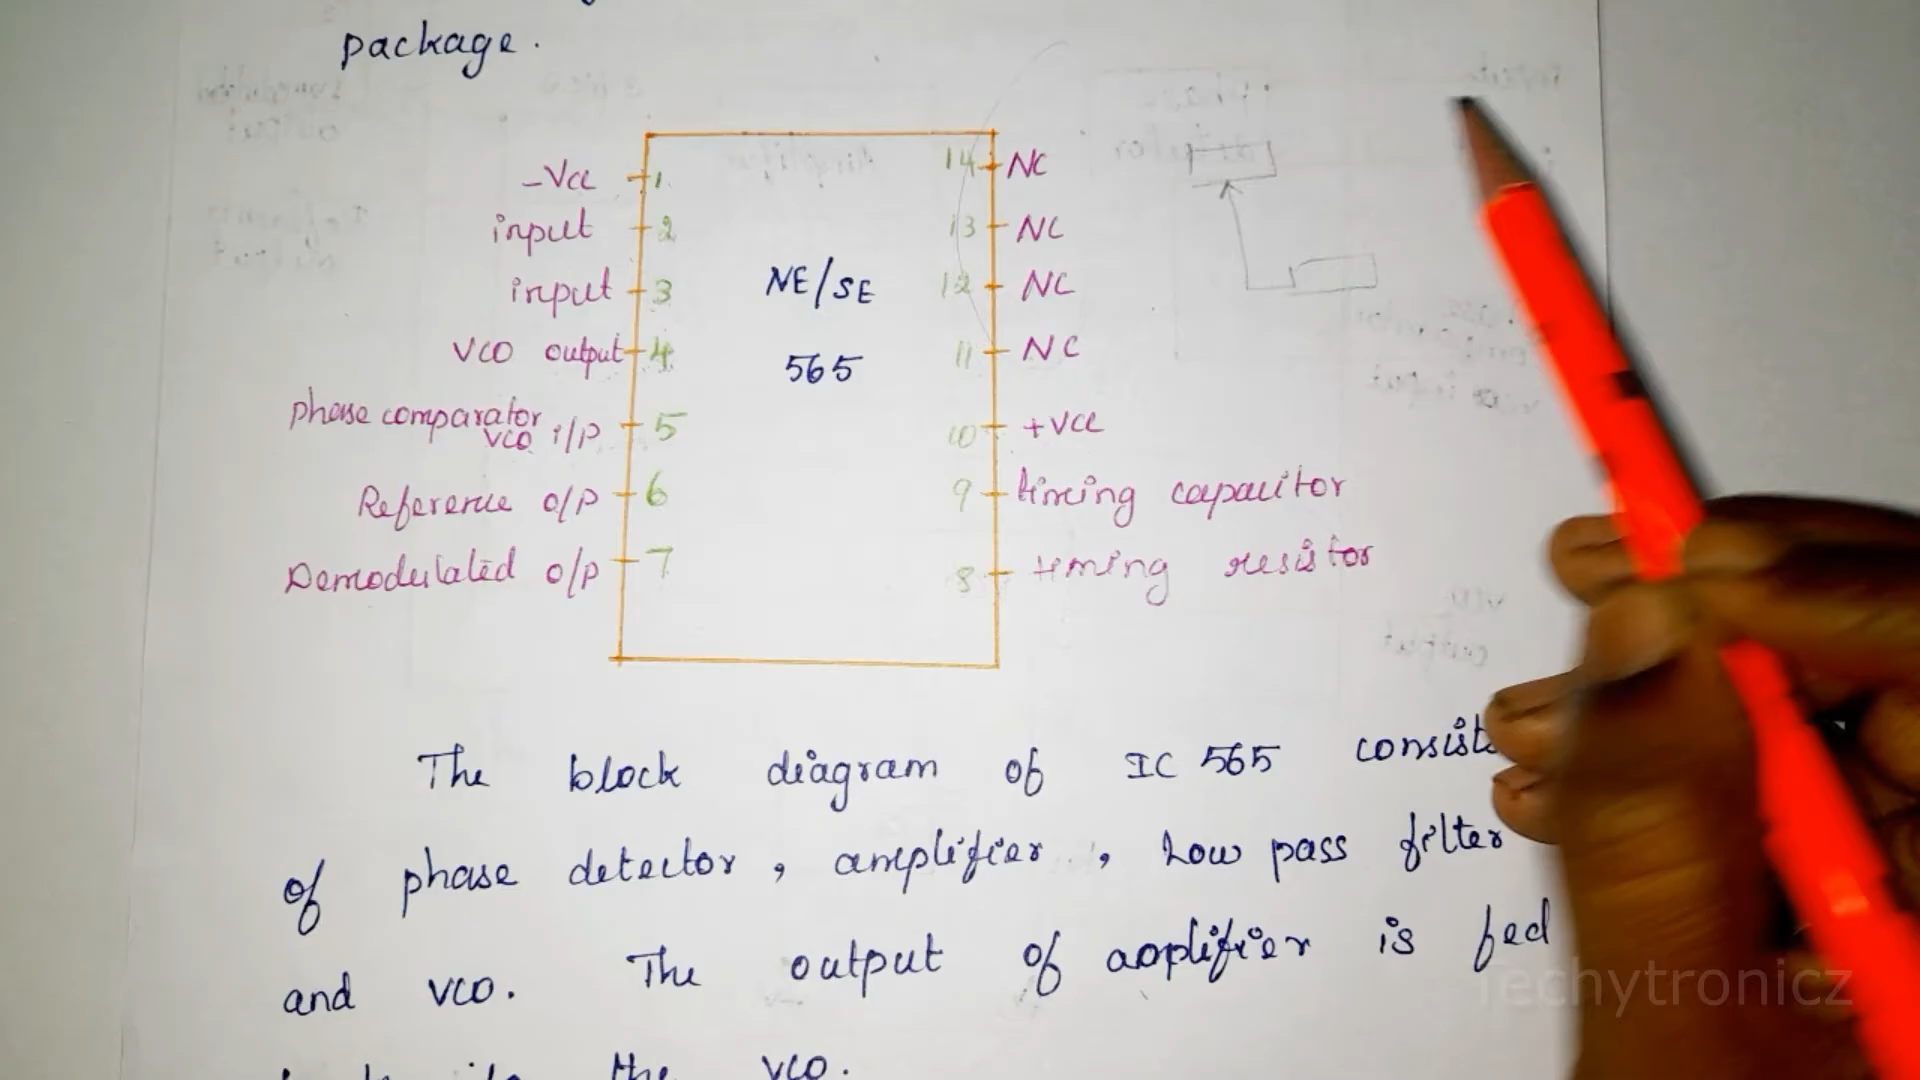 package.
-Vcc 1 14 NC
input 2 13 NC
input 3 NE/SE 12 NC
VCO output 4 565 11 NC
phase comparator
VCO i/p 5 10 +VCC
Reference o/p 6 9 timing capacitor
Demodulated o/p 7 8 timing resistor
The block diagram of IC 565 consists
of phase detector, amplifier, Low pass filter
and VCO. The output of amplifier is fed
the VCO.
Techytronicz